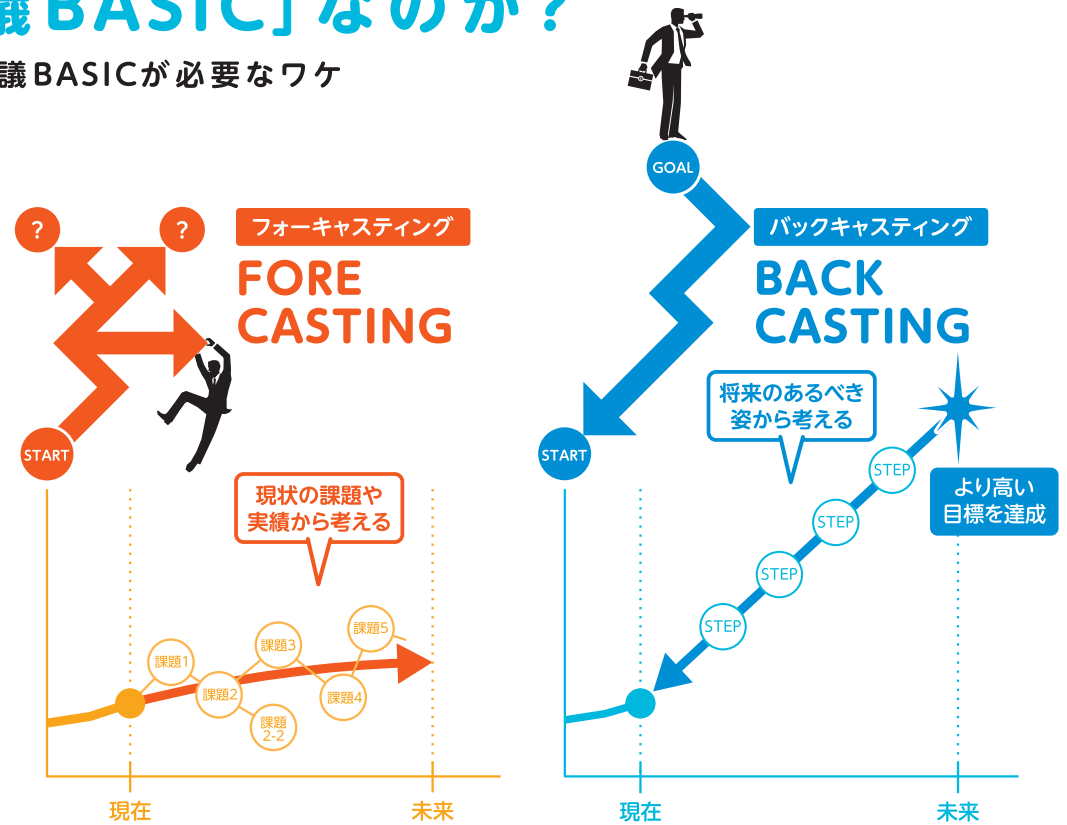 議BASIC」なのか?
議BASICが必要なワケ
?
?
フォーキャスティング
FORE
CASTING
START
現状の課題や
実績から考える
課題1
課題2
課題
2-2
課題3
課題4
課題5
現在
未来
GOAL
バックキャスティング
BACK
CASTING
START
将来のあるべき
姿から考える
STEP
STEP
STEP
STEP
より高い
目標を達成
現在
未来